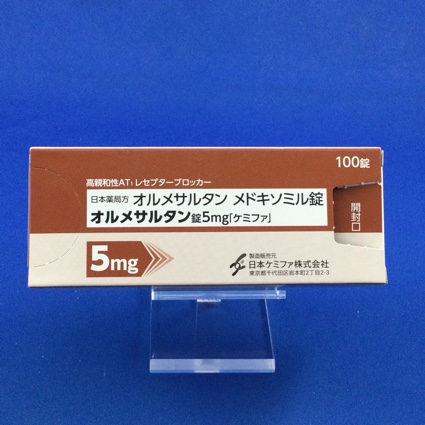 100錠
高親和性AT₁レセプターブロッカー
日本薬局方 オルメサルタン メドキソミル錠
オルメサルタン錠5mg「ケミファ」
開封口
5mg
製造販売元
日本ケミファ株式会社
東京都千代田区岩本町2丁目2-3